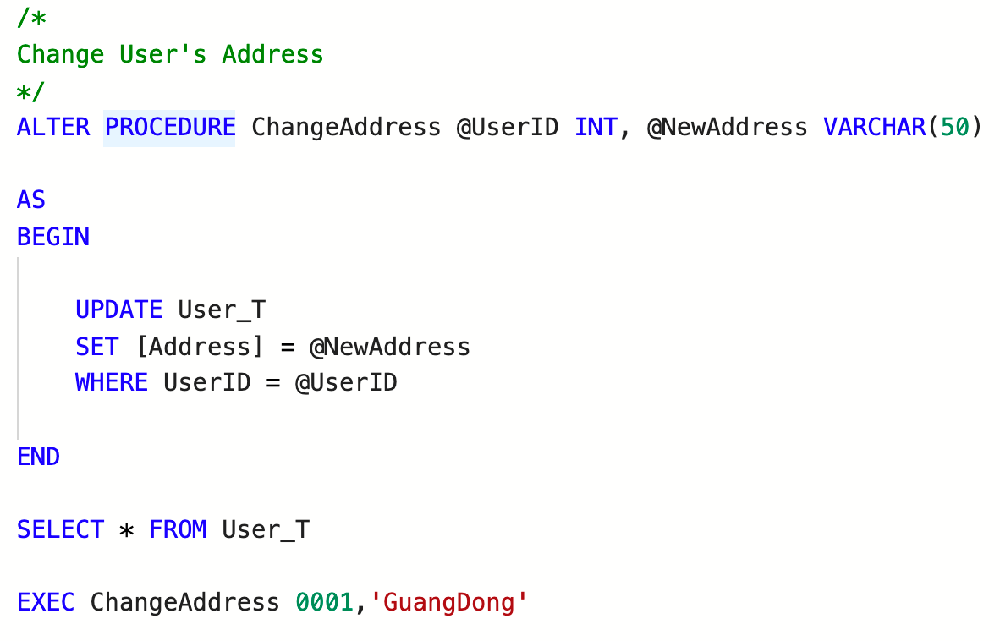 /*
Change User's Address
*/
ALTER PROCEDURE ChangeAddress @UserID INT, @NewAddress VARCHAR(50)
AS
BEGIN
UPDATE User_T
SET [Address] = @NewAddress
WHERE UserID = @UserID
END
SELECT * FROM User_T
EXEC ChangeAddress 0001,'GuangDong'